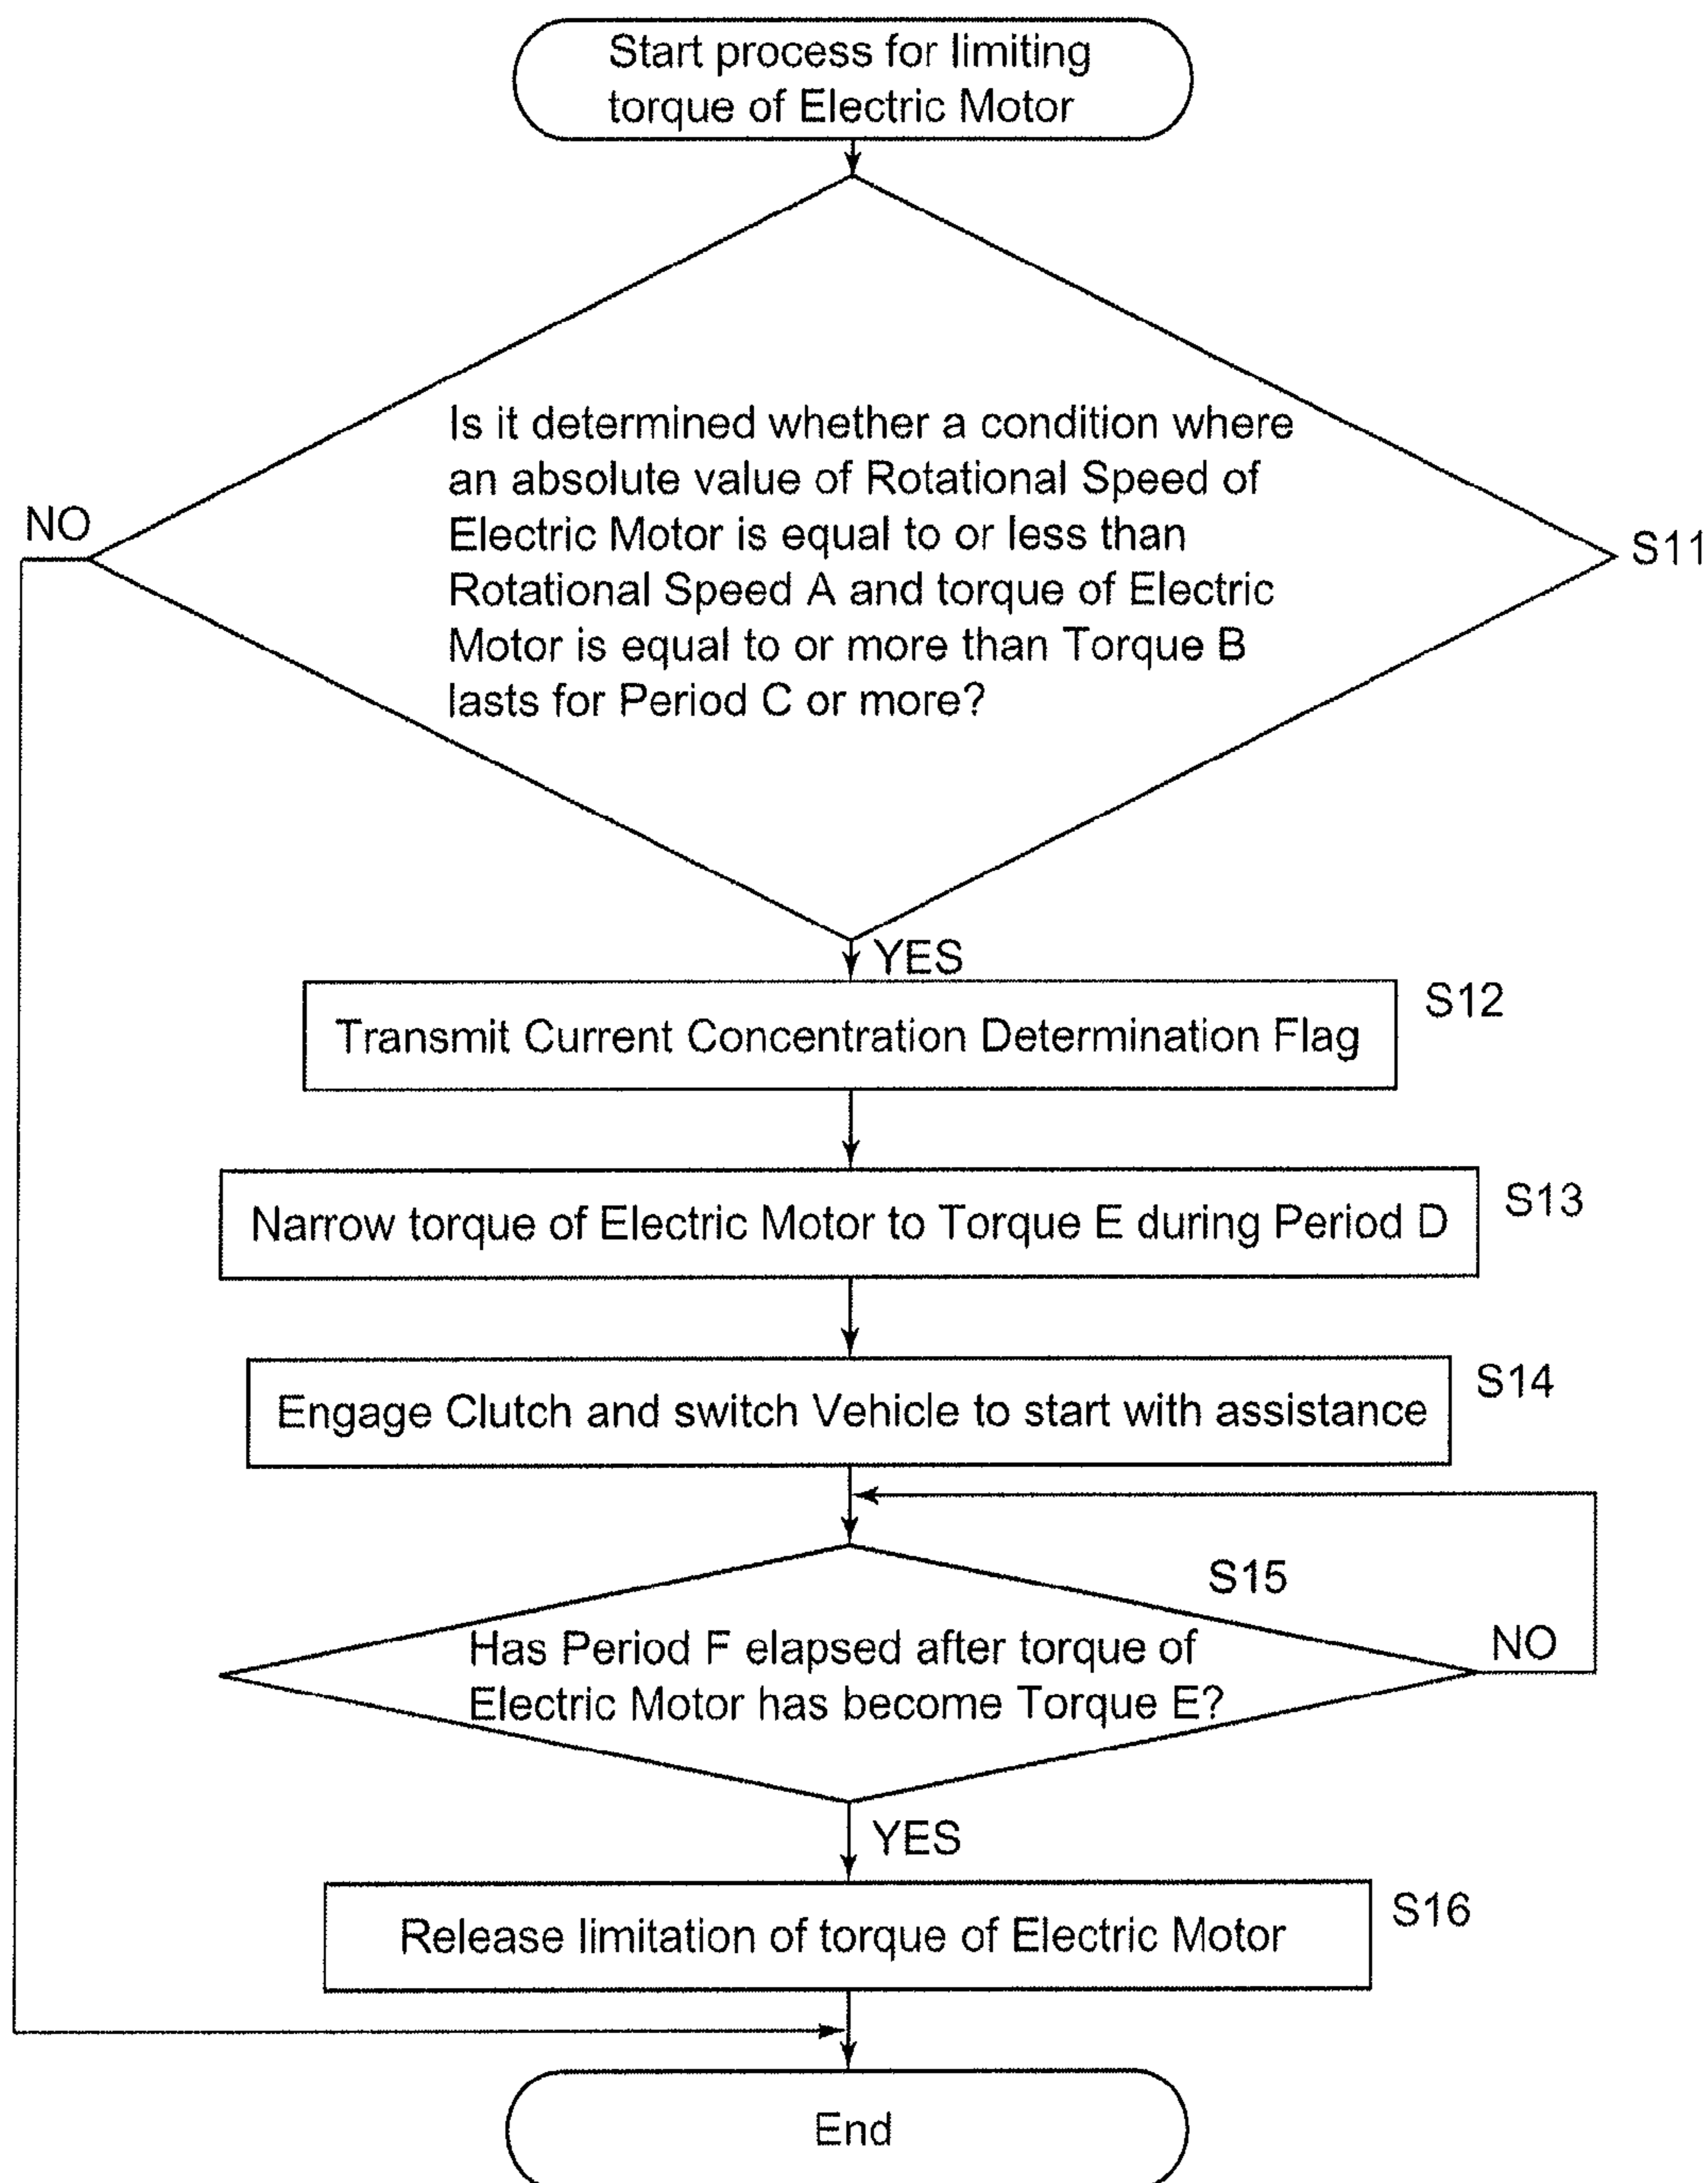 Start process for limiting
torque of Electric Motor
Is it determined whether a condition where
an absolute value of Rotational Speed of
Electric Motor is equal to or less than
Rotational Speed A and torque of Electric
Motor is equal to or more than Torque B
lasts for Period C or more?
NO
S11
YES
S12
Transmit Current Concentration Determination Flag
S13
Narrow torque of Electric Motor to Torque E during Period D
S14
Engage Clutch and switch Vehicle to start with assistance
S15
Has Period F elapsed after torque of
Electric Motor has become Torque E?
NO
YES
S16
Release limitation of torque of Electric Motor
End